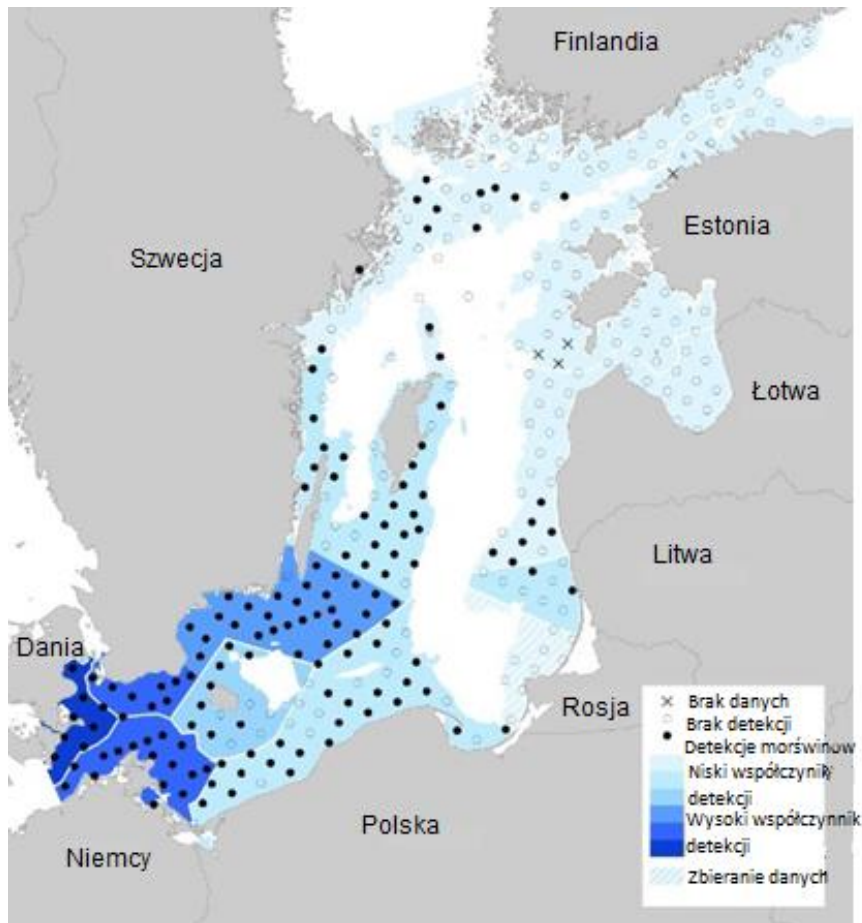 Finlandia
Szwecja
Estonia
Łotwa
Litwa
Dania
Rosja
Polska
Niemcy
Brak danych
Brak detekcji
Detekcje morświnów
Niski współczynik
detekcji
Wysoki współczynnik
detekcji
Zbieranie danych